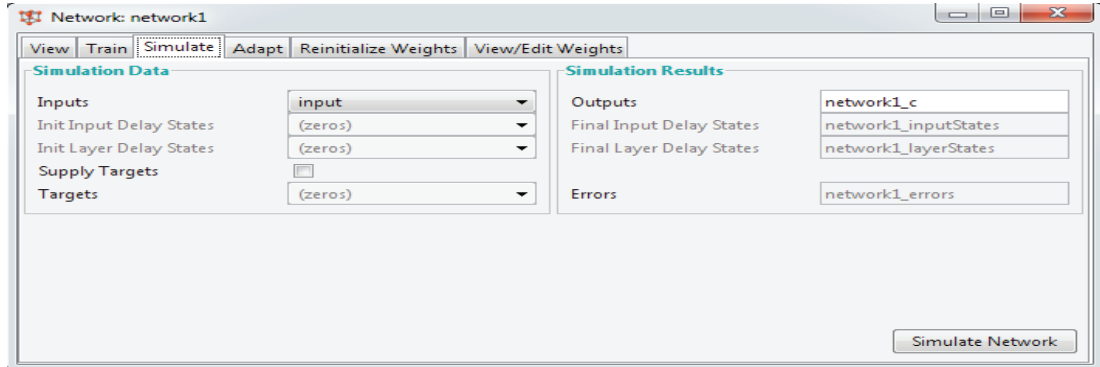 Network: network1
View Train Simulate Adapt Reinitialize Weights View/Edit Weights
Simulation Data
Inputs input
Init Input Delay States (zeros)
Init Layer Delay States (zeros)
Supply Targets
Targets (zeros)
Simulation Results
Outputs network1_c
Final Input Delay States network1_inputStates
Final Layer Delay States network1_layerStates
Errors network1_errors
Simulate Network